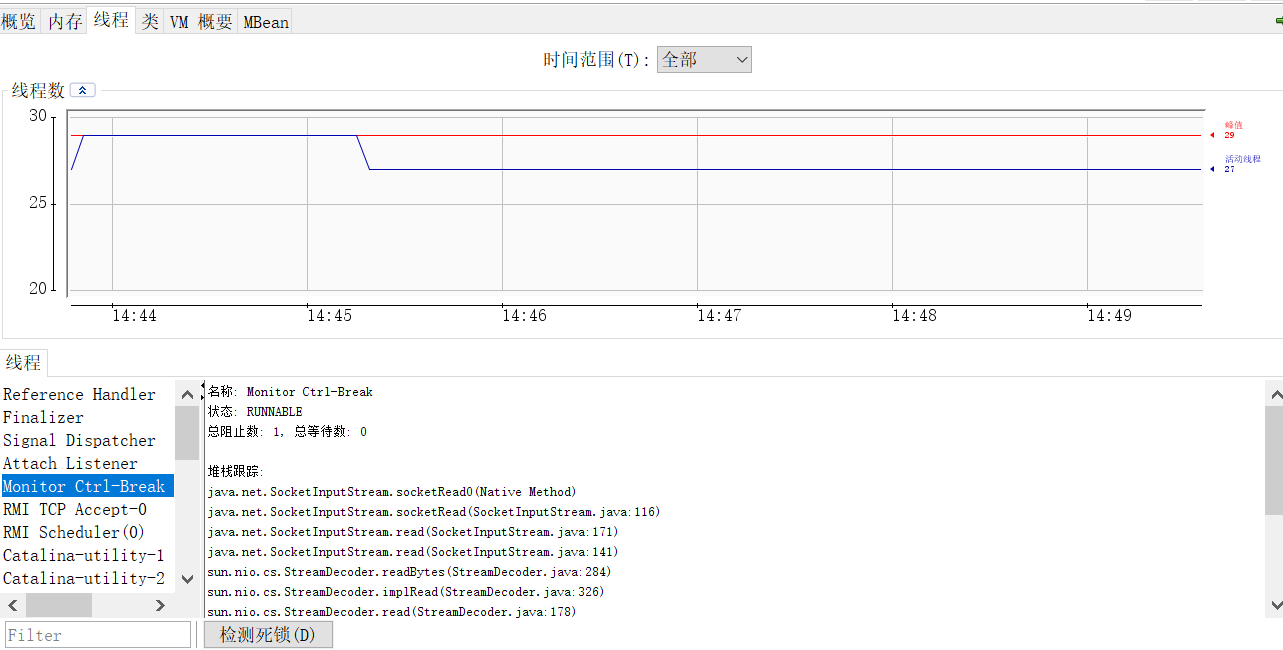 概览 内存 线程 类 VM 概要 MBean
时间范围(T): 全部
线程数
30
25
20
峰值
29
活动线程
27
14:44 14:45 14:46 14:47 14:48 14:49
线程
Reference Handler
Finalizer
Signal Dispatcher
Attach Listener
Monitor Ctrl-Break
RMI TCP Accept-0
RMI Scheduler(0)
Catalina-utility-1
Catalina-utility-2
Filter
名称: Monitor Ctrl-Break
状态: RUNNABLE
总阻止数: 1, 总等待数: 0
堆栈跟踪:
java.net.SocketInputStream.socketRead0(Native Method)
java.net.SocketInputStream.socketRead(SocketInputStream.java:116)
java.net.SocketInputStream.read(SocketInputStream.java:171)
java.net.SocketInputStream.read(SocketInputStream.java:141)
sun.nio.cs.StreamDecoder.readBytes(StreamDecoder.java:284)
sun.nio.cs.StreamDecoder.implRead(StreamDecoder.java:326)
sun.nio.cs.StreamDecoder.read(StreamDecoder.java:178)
检测死锁(D)